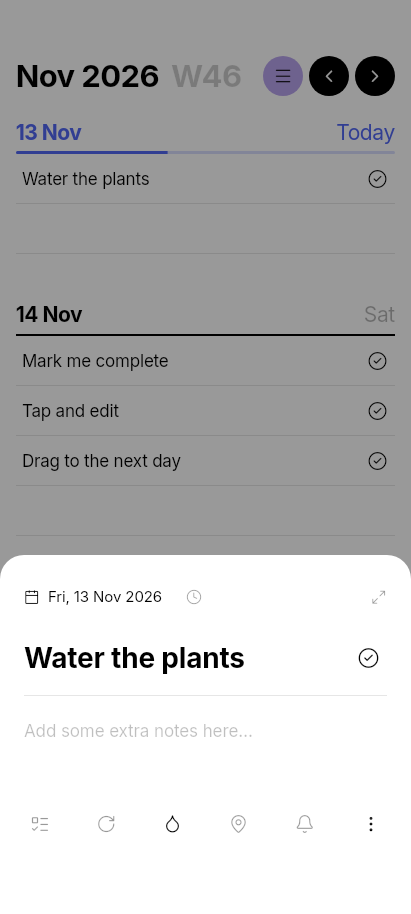 Nov 2026 W46
13 Nov Today
Water the plants
14 Nov Sat
Mark me complete
Tap and edit
Drag to the next day
Fri, 13 Nov 2026
Water the plants
Add some extra notes here...